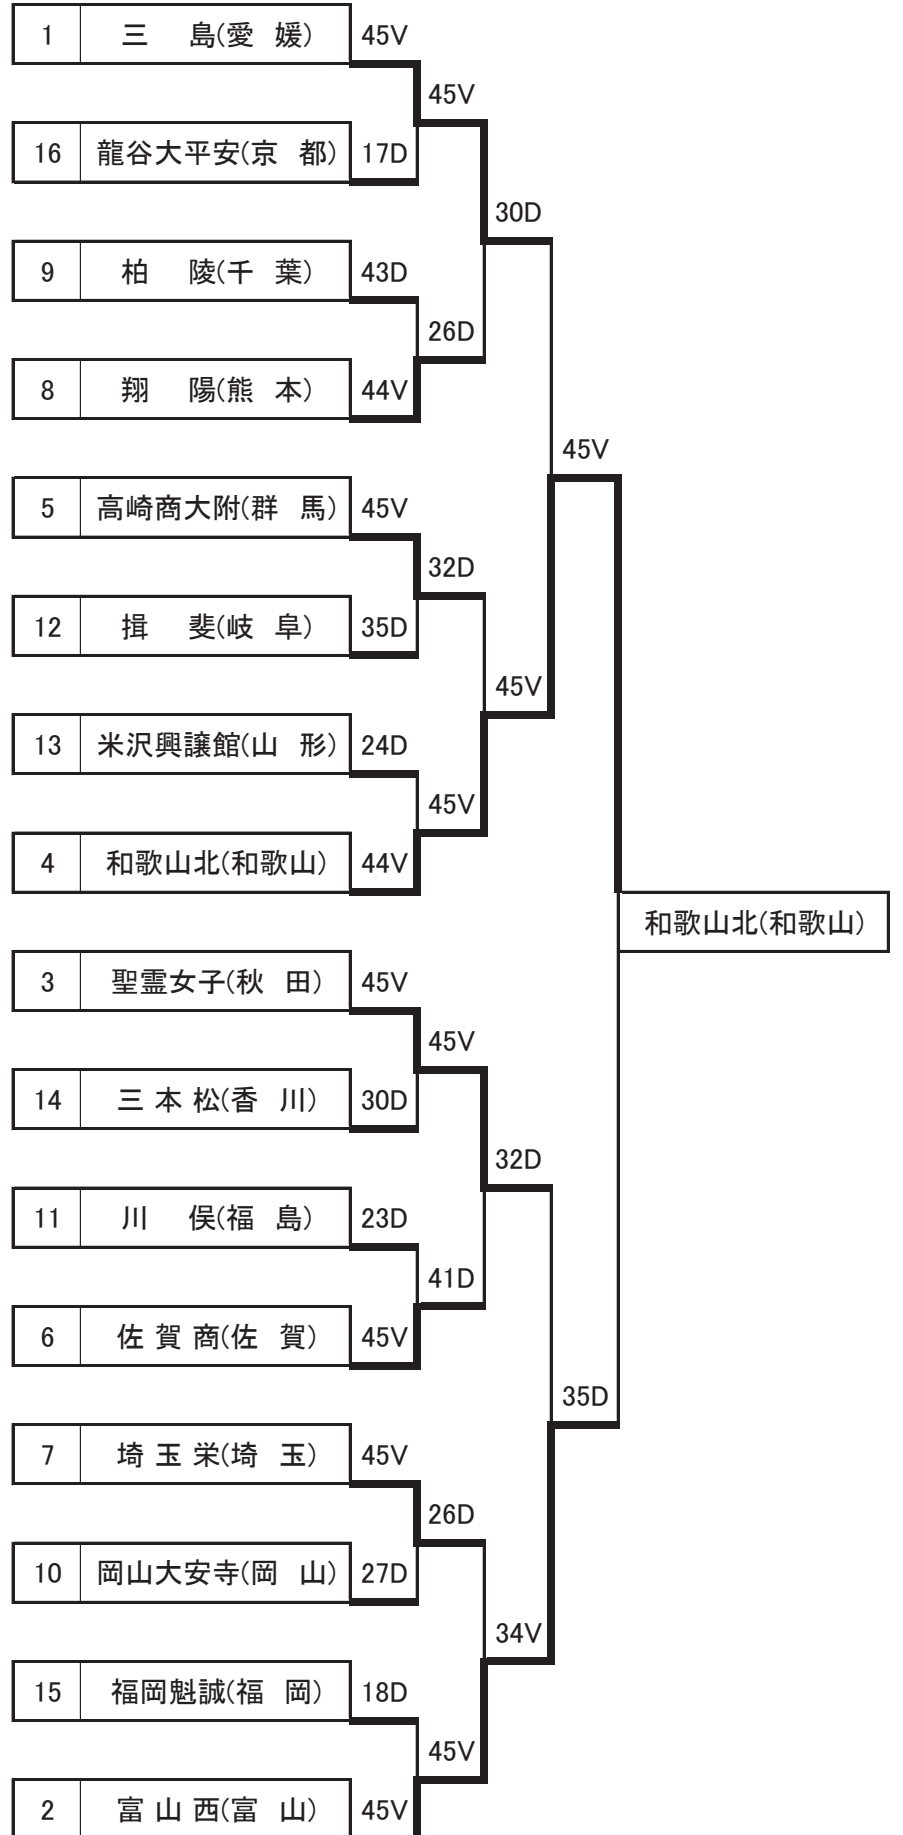 1 三 島(愛 媛) 45V
45V
16 龍谷大平安(京 都) 17D
30D
9 柏 陵(千 葉) 43D
26D
8 翔 陽(熊 本) 44V
45V
5 高崎商大附(群 馬) 45V
32D
12 揖 斐(岐 阜) 35D
45V
13 米沢興譲館(山 形) 24D
45V
4 和歌山北(和歌山) 44V
和歌山北(和歌山)
3 聖霊女子(秋 田) 45V
45V
14 三 本 松(香 川) 30D
32D
11 川 俣(福 島) 23D
41D
6 佐 賀 商(佐 賀) 45V
35D
7 埼 玉 栄(埼 玉) 45V
26D
10 岡山大安寺(岡 山) 27D
34V
15 福岡魁誠(福 岡) 18D
45V
2 富 山 西(富 山) 45V